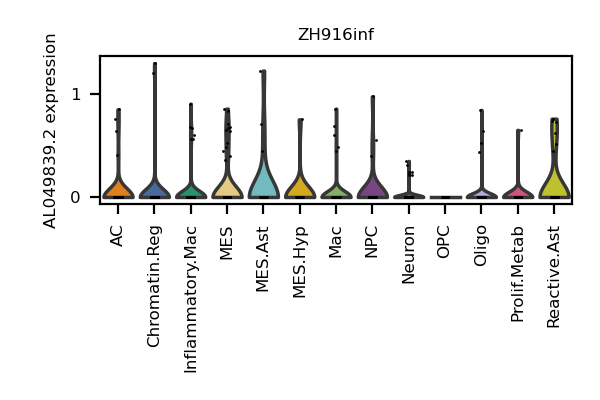 ZH916inf
AL049839.2 expression
1
0
AC
Chromatin.Reg
Inflammatory.Mac
MES
MES.Ast
MES.Hyp
Mac
NPC
Neuron
OPC
Oligo
Prolif.Metab
Reactive.Ast